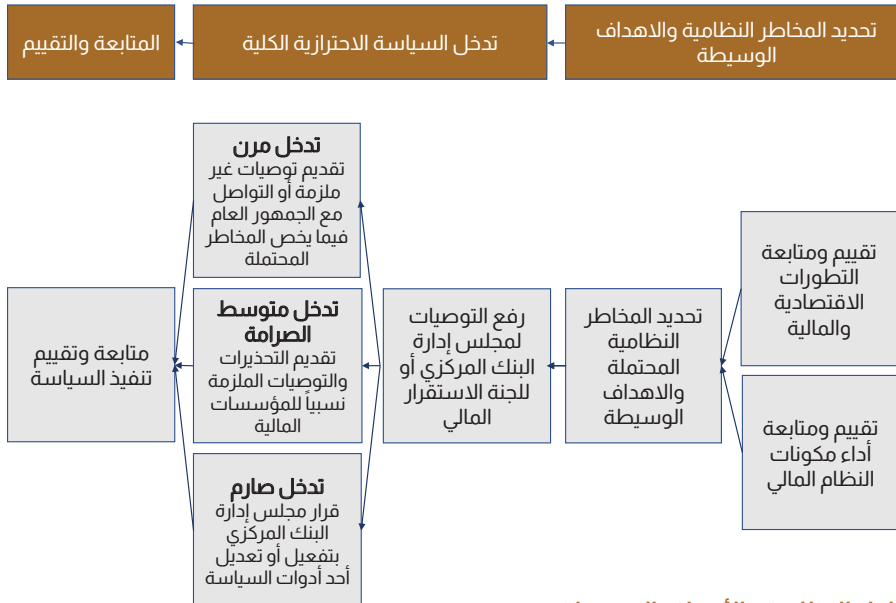 تحديد المخاطر النظامية والاهداف
الوسيطة
تدخل السياسة الاحترازية الكلية
المتابعة والتقييم
تقييم ومتابعة
التطورات
الاقتصادية
والمالية
تقييم ومتابعة
أداء مكونات
النظام المالي
تحديد المخاطر
النظامية
المحتملة
والاهداف
الوسيطة
رفع التوصيات
لمجلس إدارة
البنك المركزي أو
للجنة الاستقرار
المالي
تدخل مرن
تقديم توصيات غير
ملزمة أو التواصل
مع الجمهور العام
فيما يخص المخاطر
المحتملة
تدخل متوسط
الصرامة
تقديم التحذيرات
والتوصيات الملزمة
نسبياً للمؤسسات
المالية
تدخل صارم
قرار مجلس إدارة
البنك المركزي
بتفعيل أو تعديل
أحد أدوات السياسة
متابعة وتقييم
تنفيذ السياسة